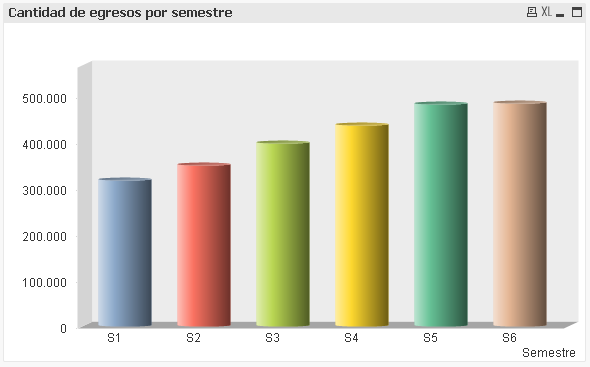 Cantidad de egresos por semestre
XL
500.000
400.000
300.000
200.000
100.000
0
S1 S2 S3 S4 S5 S6
Semestre